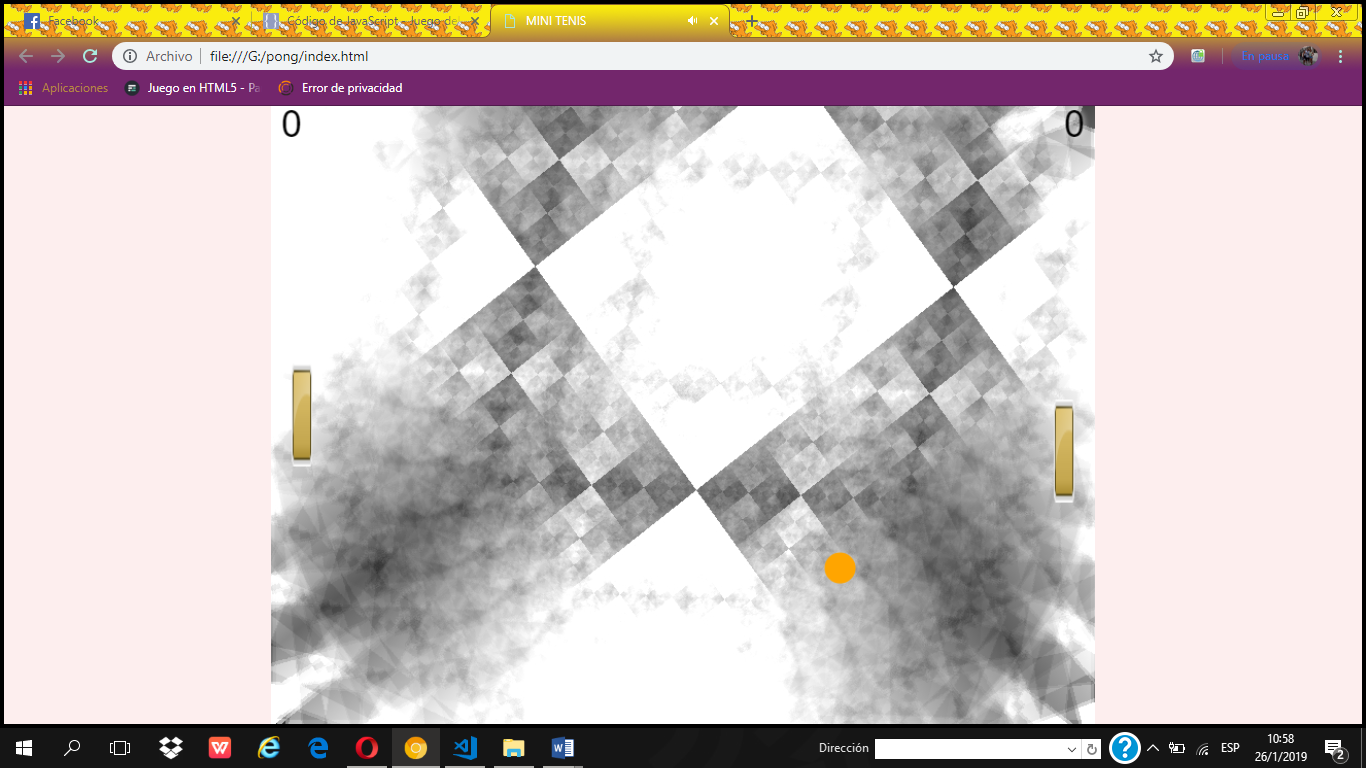 Facebook
Código de JavaScript - Juego de
MINI TENIS
Archivo file:///G:/pong/index.html
En pausa
Aplicaciones
Juego en HTML5 - Pa
Error de privacidad
0 0
Dirección
ESP
10:58
26/1/2019
2